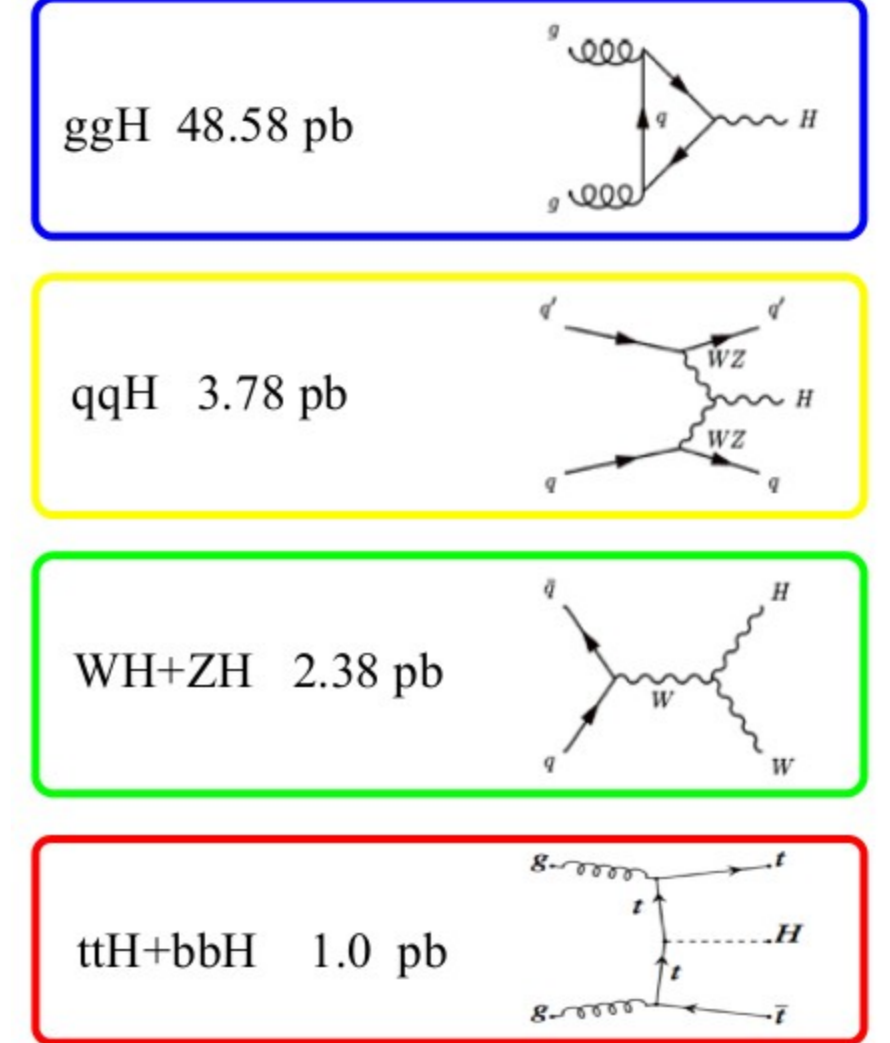 g
ggH 48.58 pb
q
H
g
q' q'
WZ
qqH 3.78 pb
H
WZ
q q
q̄ H
WH+ZH 2.38 pb
W
q W
g t
t
ttH+bbH 1.0 pb
H
t
g t̄